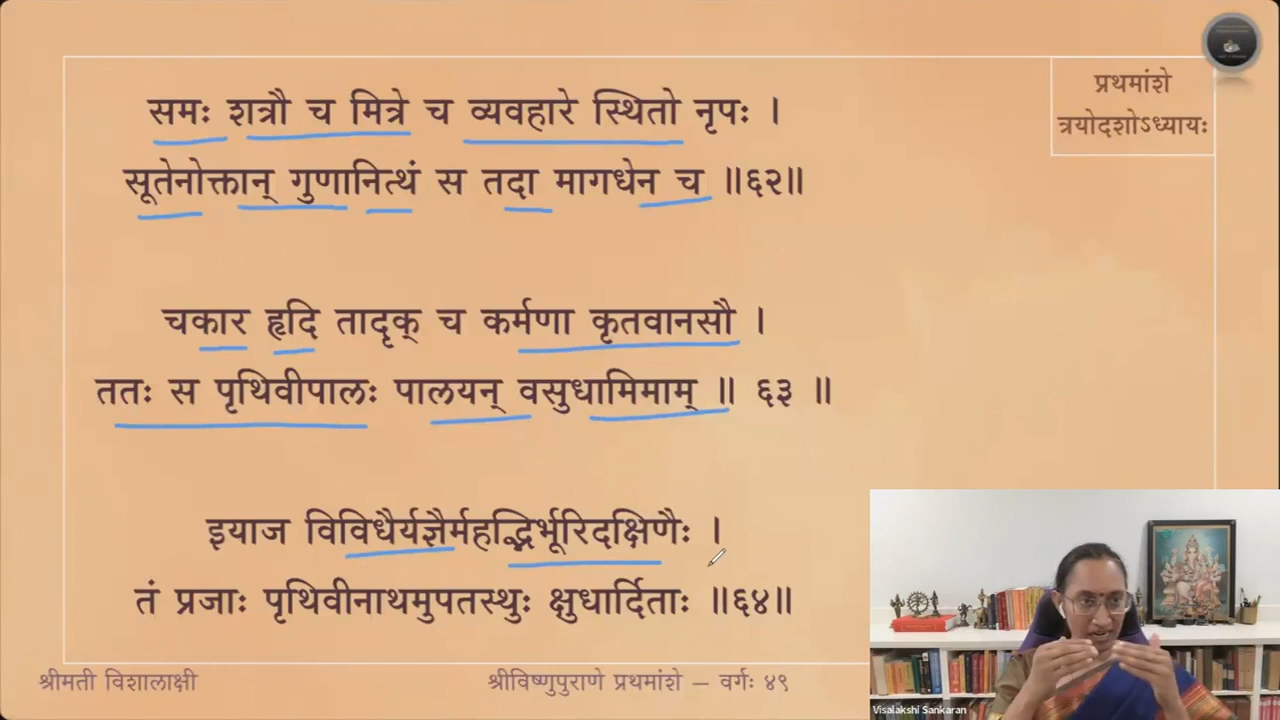 प्रथमांशे
त्रयोदशोऽध्यायः
समः शत्रौ च मित्रे च व्यवहारे स्थितो नृपः ।
सूतेनोक्तान् गुणानित्थं स तदा मागधेन च ॥६२॥
चकार हृदि तादृक् च कर्मणा कृतवानसौ ।
ततः स पृथिवीपालः पालयन् वसुधामिमाम् ॥ ६३ ॥
इयाज विविधैर्यज्ञैर्महद्भिर्भूरिदक्षिणैः ।
तं प्रजाः पृथिवीनाथमुपतस्थुः क्षुधार्दिताः ॥६४॥
श्रीमती विशालाक्षी
श्रीविष्णुपुराणे प्रथमांशे – वर्गः ४९
Visalakshi Sankaran